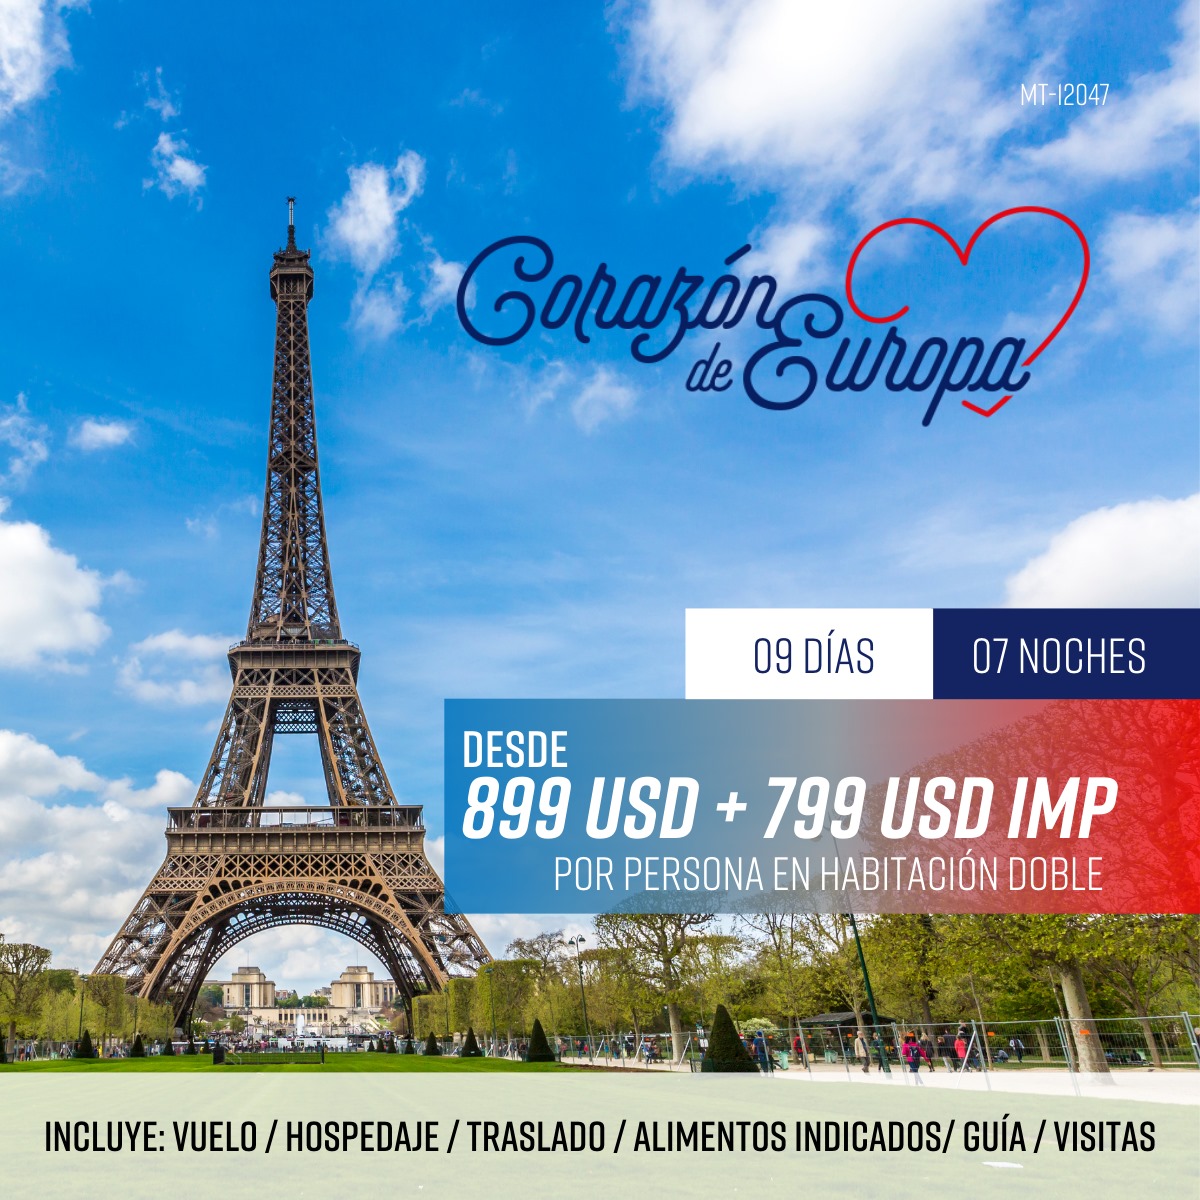 MT-12047
Corazón
de Europa
09 DÍAS 07 NOCHES
DESDE
899 USD + 799 USD IMP
POR PERSONA EN HABITACIÓN DOBLE
INCLUYE: VUELO / HOSPEDAJE / TRASLADO / ALIMENTOS INDICADOS/ GUÍA / VISITAS